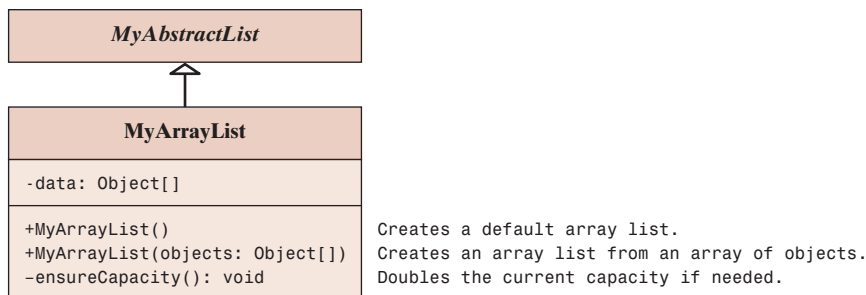 MyAbstractList
MyArrayList
-data: Object[]
+MyArrayList() Creates a default array list.
+MyArrayList(objects: Object[]) Creates an array list from an array of objects.
–ensureCapacity(): void Doubles the current capacity if needed.